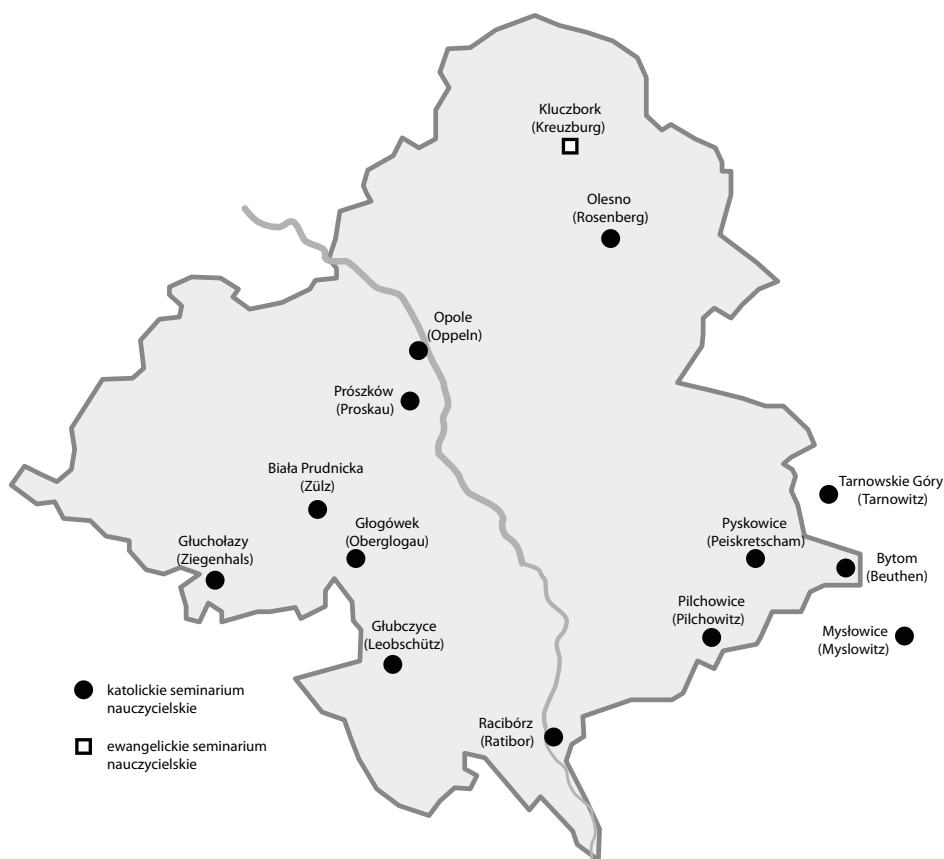 Kluczbork
(Kreuzburg)
Olesno
(Rosenberg)
Opole
(Oppeln)
Prószków
(Proskau)
Biała Prudnicka
(Zülz)
Głogówek
(Oberglogau)
Głuchołazy
(Ziegenhals)
Głubczyce
(Leobschütz)
Racibórz
(Ratibor)
Tarnowskie Góry
(Tarnowitz)
Pyskowice
(Peiskretscham)
Bytom
(Beuthen)
Pilchowice
(Pilchowitz)
Mysłowice
(Myslowitz)
katolickie seminarium
nauczycielskie
ewangelickie seminarium
nauczycielskie